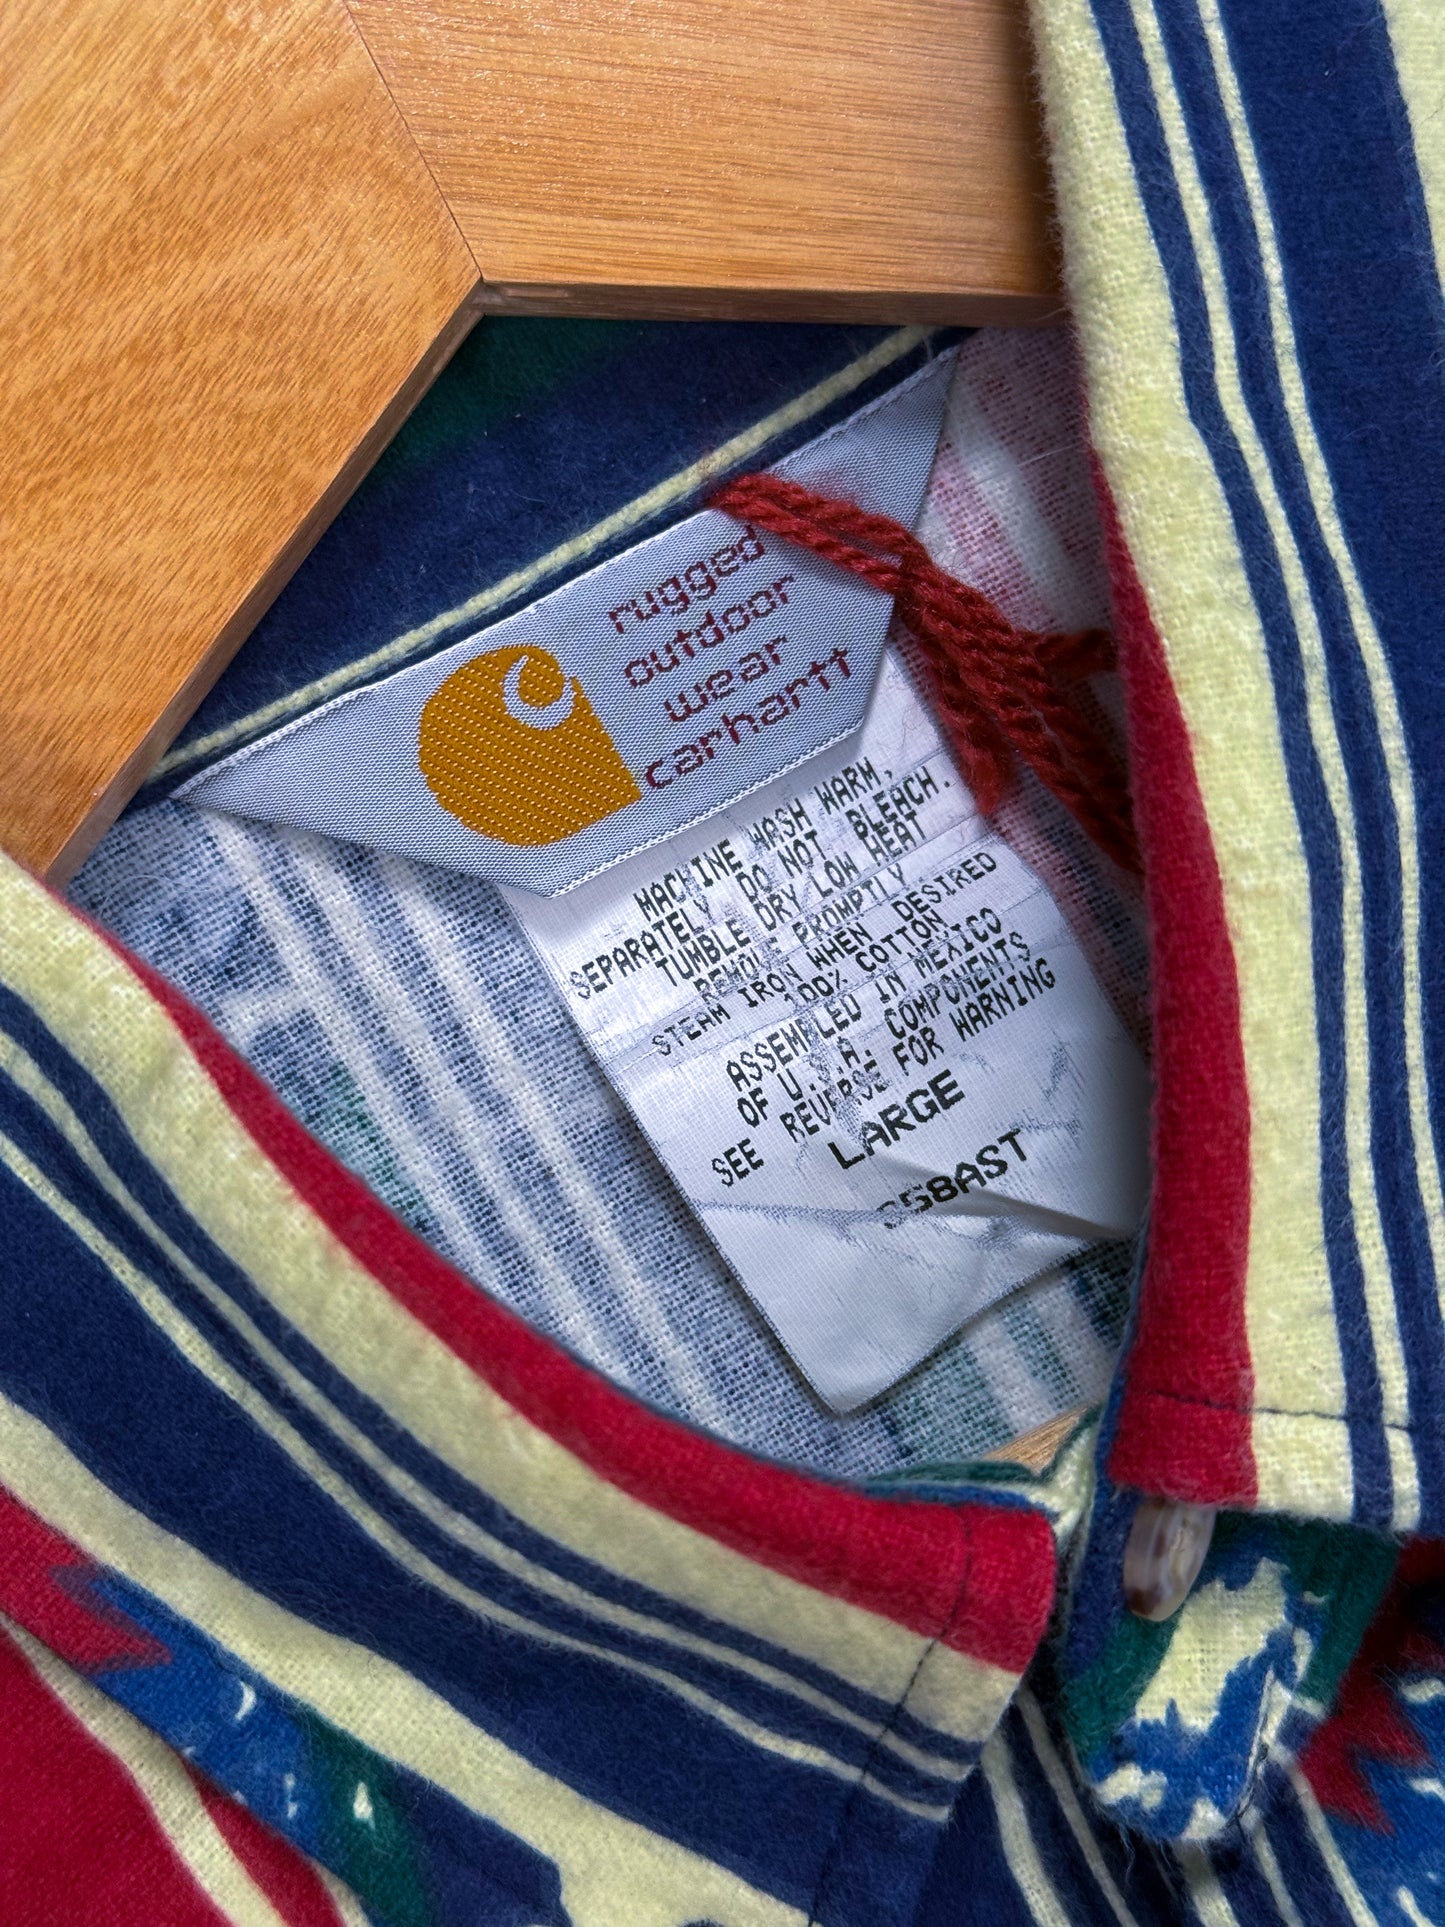 rugged
outdoor
wear
carhartt
MACHINE WASH WARM,
SEPARATELY DO NOT BLEACH.
TUMBLE DRY LOW HEAT
REMOVE PROMPTLY
STEAM IRON WHEN DESIRED
100% COTTON
ASSEMBLED IN MEXICO
OF U.S.A. COMPONENTS
SEE REVERSE FOR WARNING
LARGE